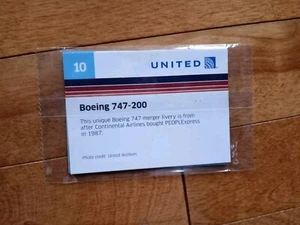 10 UNITED
Boeing 747-200
This unique Boeing 747 merger livery is from
after Continental Airlines bought PEOPLExpress
in 1987.
Photo credit: United Archives